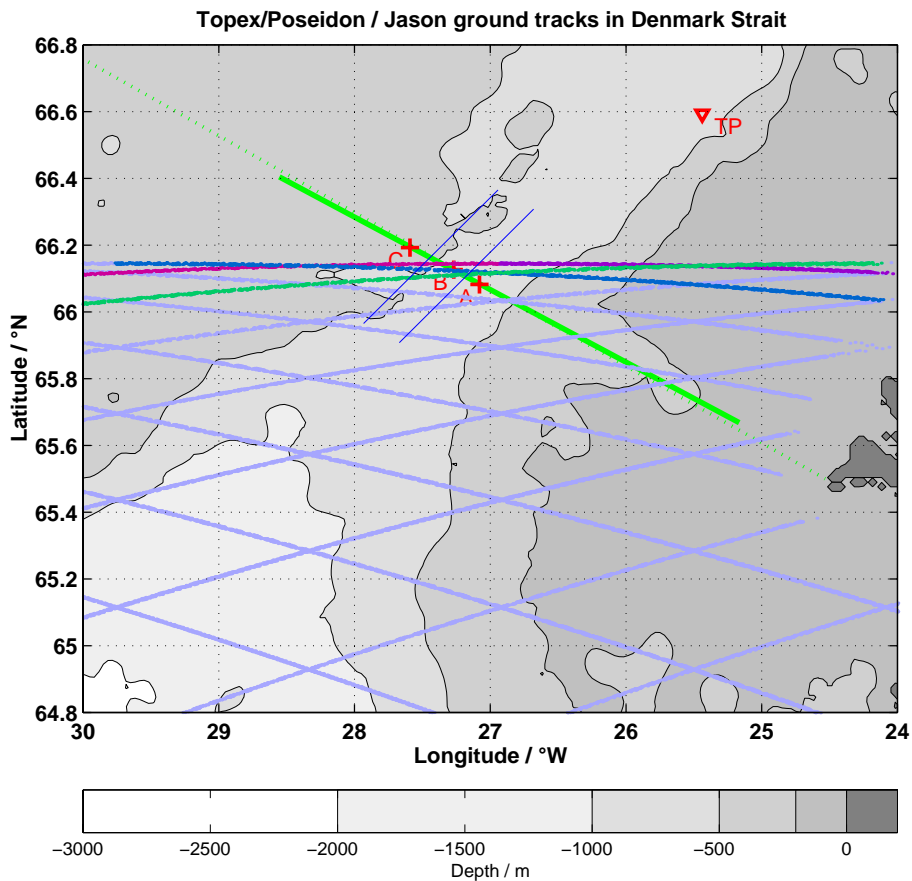 Topex/Poseidon / Jason ground tracks in Denmark Strait
66.8
66.6
66.4
66.2
66
65.8
65.6
65.4
65.2
65
64.8
Latitude / °N
TP
C
B
A
30 29 28 27 26 25 24
Longitude / °W
−3000 −2500 −2000 −1500 −1000 −500 −200 0
Depth / m